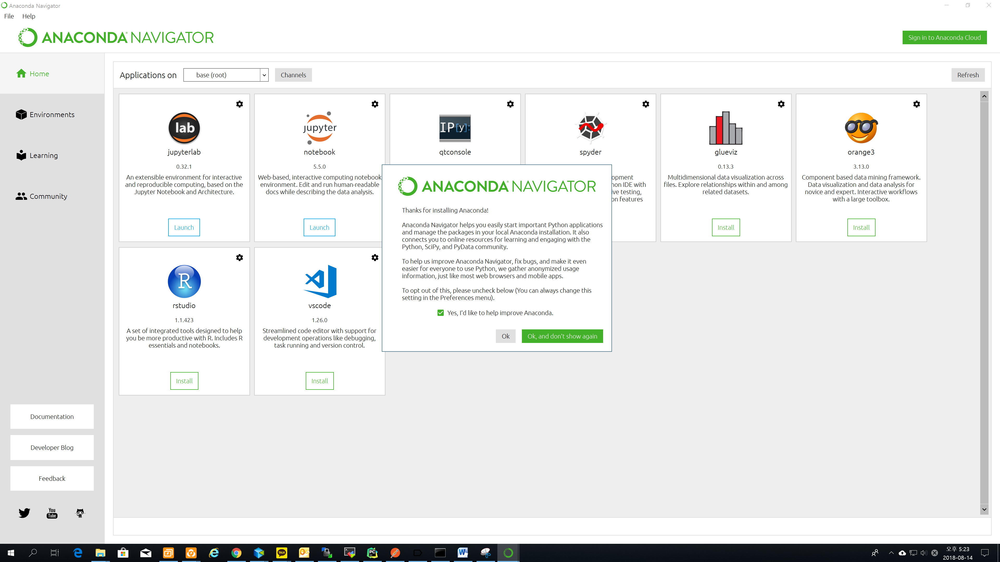 Anaconda Navigator
File Help
ANACONDA NAVIGATOR
Sign in to Anaconda Cloud
Home
Applications on base (root) Channels Refresh
Environments
Learning
Community
lab
jupyterlab
0.32.1
An extensible environment for interactive
and reproducible computing, based on the
Jupyter Notebook and Architecture.
Launch
jupyter
notebook
5.5.0
Web-based, interactive computing notebook
environment. Edit and run human-readable
docs while describing the data analysis.
Launch
IP[y]:
qtconsole
spyder
opment
on IDE with
ive testing,
on features
glueviz
0.13.3
Multidimensional data visualization across
files. Explore relationships within and among
related datasets.
Install
orange3
3.13.0
Component based data mining framework.
Data visualization and data analysis for
novice and expert. Interactive workflows
with a large toolbox.
Install
R
rstudio
1.1.423
A set of integrated tools designed to help
you be more productive with R. Includes R
essentials and notebooks.
Install
vscode
1.26.0
Streamlined code editor with support for
development operations like debugging,
task running and version control.
Install
ANACONDA NAVIGATOR
Thanks for installing Anaconda!
Anaconda Navigator helps you easily start important Python applications
and manage the packages in your local Anaconda installation. It also
connects you to online resources for learning and engaging with the
Python, SciPy, and PyData community.
To help us improve Anaconda Navigator, fix bugs, and make it even
easier for everyone to use Python, we gather anonymized usage
information, just like most web browsers and mobile apps.
To opt out of this, please uncheck below (You can always change this
setting in the Preferences menu).
Yes, I'd like to help improve Anaconda.
Ok Ok, and don't show again
Documentation
Developer Blog
Feedback
You
Tube
TALK
PC
오후 5:23
2018-08-14